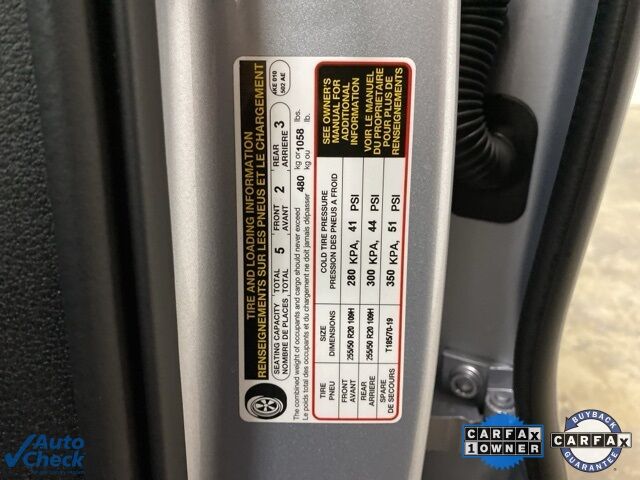 TIRE AND LOADING INFORMATION
RENSEIGNEMENTS SUR LES PNEUS ET LE CHARGEMENT
4KE 010
502 AE
SEATING CAPACITY TOTAL 5 FRONT 2 REAR 3
NOMBRE DE PLACES, TOTAL AVANT ARRIERE
The combined weight of occupants and cargo should never exceed 480 kg or 1058 lbs.
Le poids total des occupants et du chargement ne doit jamais dépasser kg ou lb.
TIRE SIZE COLD TIRE PRESSURE
PNEU DIMENSIONS PRESSION DES PNEUS A FROID
FRONT 255/50 R20 109H 280 KPA, 41 PSI
AVANT
REAR 255/50 R20 109H 300 KPA, 44 PSI
ARRIERE
SPARE T185/70-19 350 KPA, 51 PSI
DE SECOURS
SEE OWNER'S
MANUAL FOR
ADDITIONAL
INFORMATION
VOIR LE MANUEL
DU PROPRIETAIRE
POUR PLUS DE
RENSEIGNEMENTS
Auto
Check
CARFAX
1 OWNER
BUYBACK
CARFAX
GUARANTEE